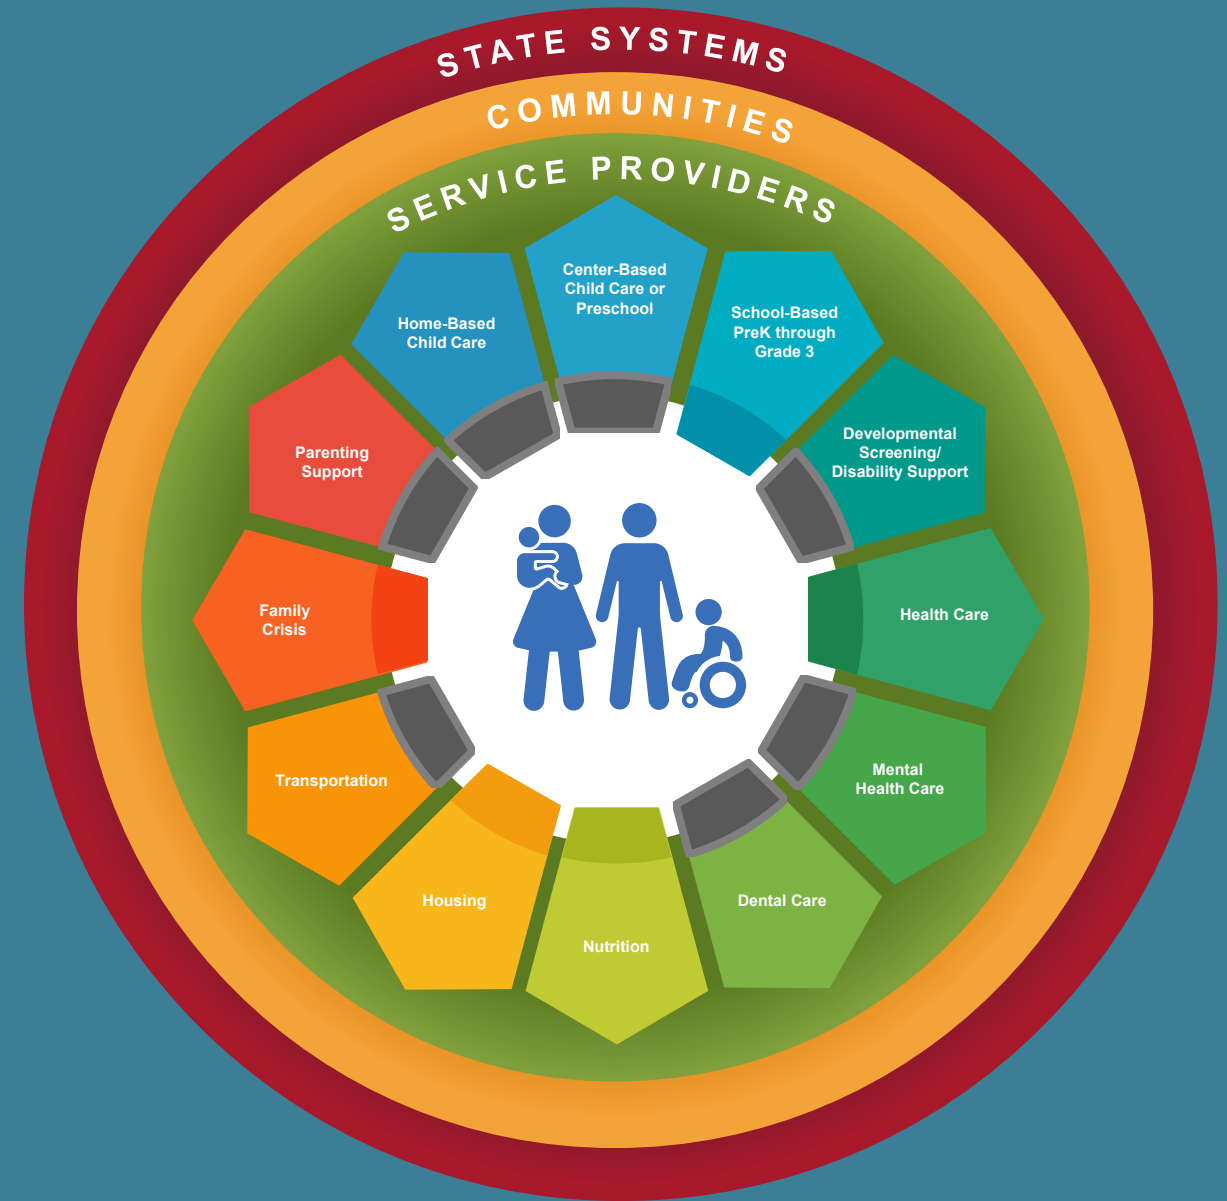 STATE SYSTEMS
COMMUNITIES
SERVICE PROVIDERS
Center-Based
Child Care or
Preschool
School-Based
PreK through
Grade 3
Developmental
Screening/
Disability Support
Health Care
Mental
Health Care
Dental Care
Nutrition
Housing
Transportation
Family
Crisis
Parenting
Support
Home-Based
Child Care